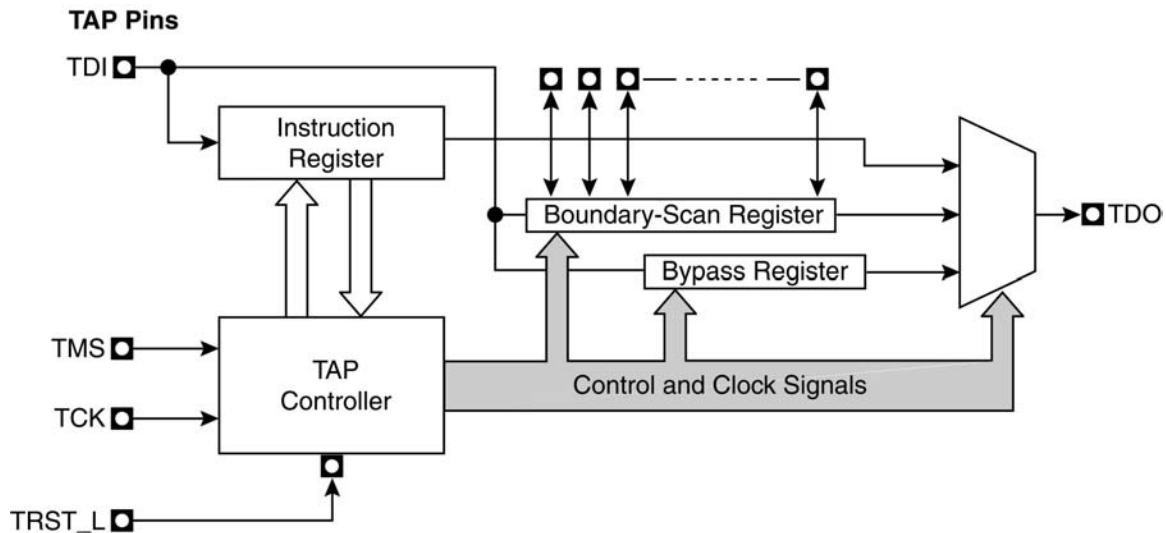 TAP Pins
TDI
Instruction
Register
Boundary-Scan Register
TDO
Bypass Register
TMS
TAP
Controller
Control and Clock Signals
TCK
TRST_L